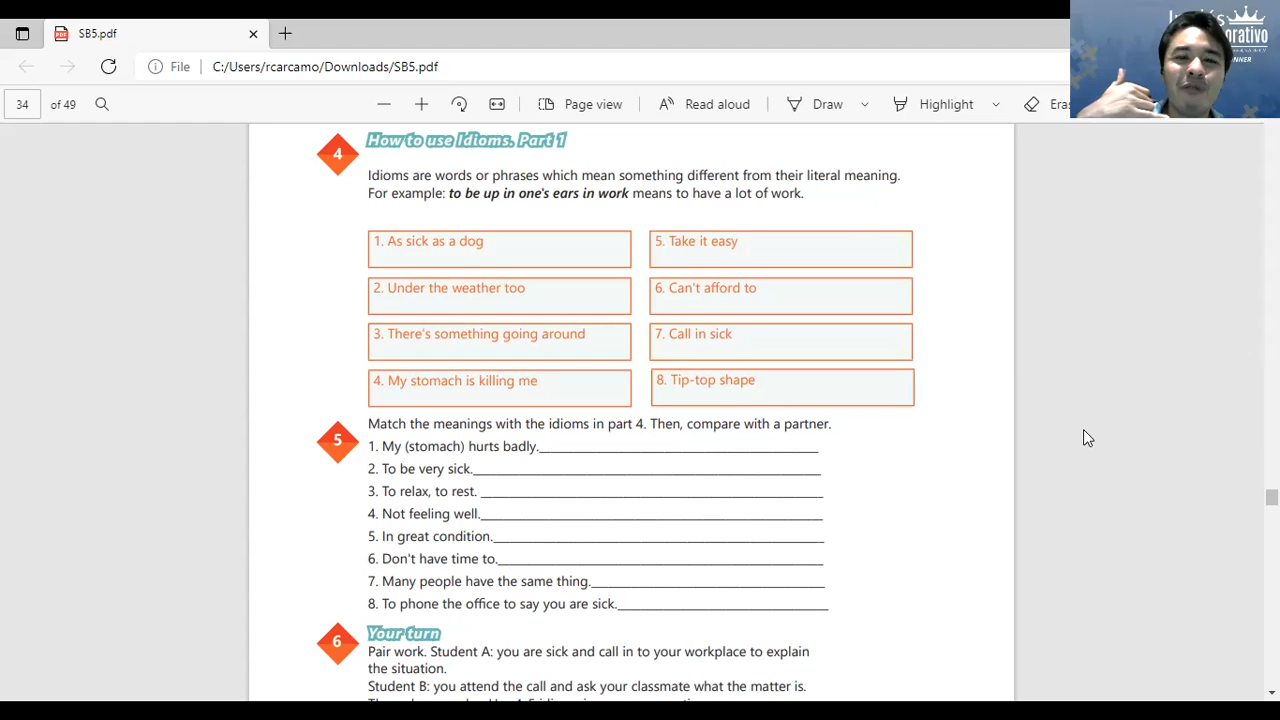 SB5.pdf
File
C:/Users/rcarcamo/Downloads/SB5.pdf
34
of 49
Page view
Read aloud
Draw
Highlight
4
How to use Idioms. Part 1
Idioms are words or phrases which mean something different from their literal meaning.
For example: to be up in one's ears in work means to have a lot of work.
1. As sick as a dog
5. Take it easy
2. Under the weather too
6. Can't afford to
3. There's something going around
7. Call in sick
4. My stomach is killing me
8. Tip-top shape
5
Match the meanings with the idioms in part 4. Then, compare with a partner.
1. My (stomach) hurts badly.
2. To be very sick.
3. To relax, to rest.
4. Not feeling well.
5. In great condition.
6. Don't have time to.
7. Many people have the same thing.
8. To phone the office to say you are sick.
6
Your turn
Pair work. Student A: you are sick and call in to your workplace to explain
the situation.
Student B: you attend the call and ask your classmate what the matter is.